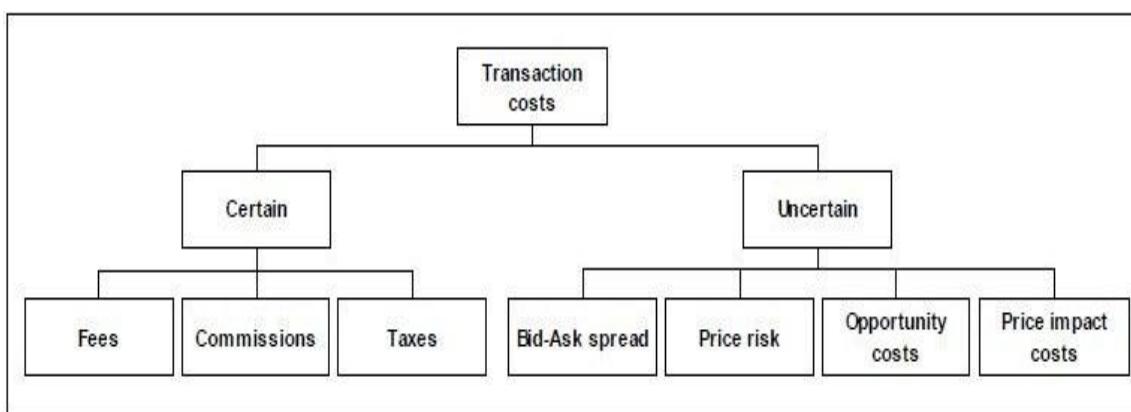 Transaction
costs
Certain
Uncertain
Fees
Commissions
Taxes
Bid-Ask spread
Price risk
Opportunity
costs
Price impact
costs